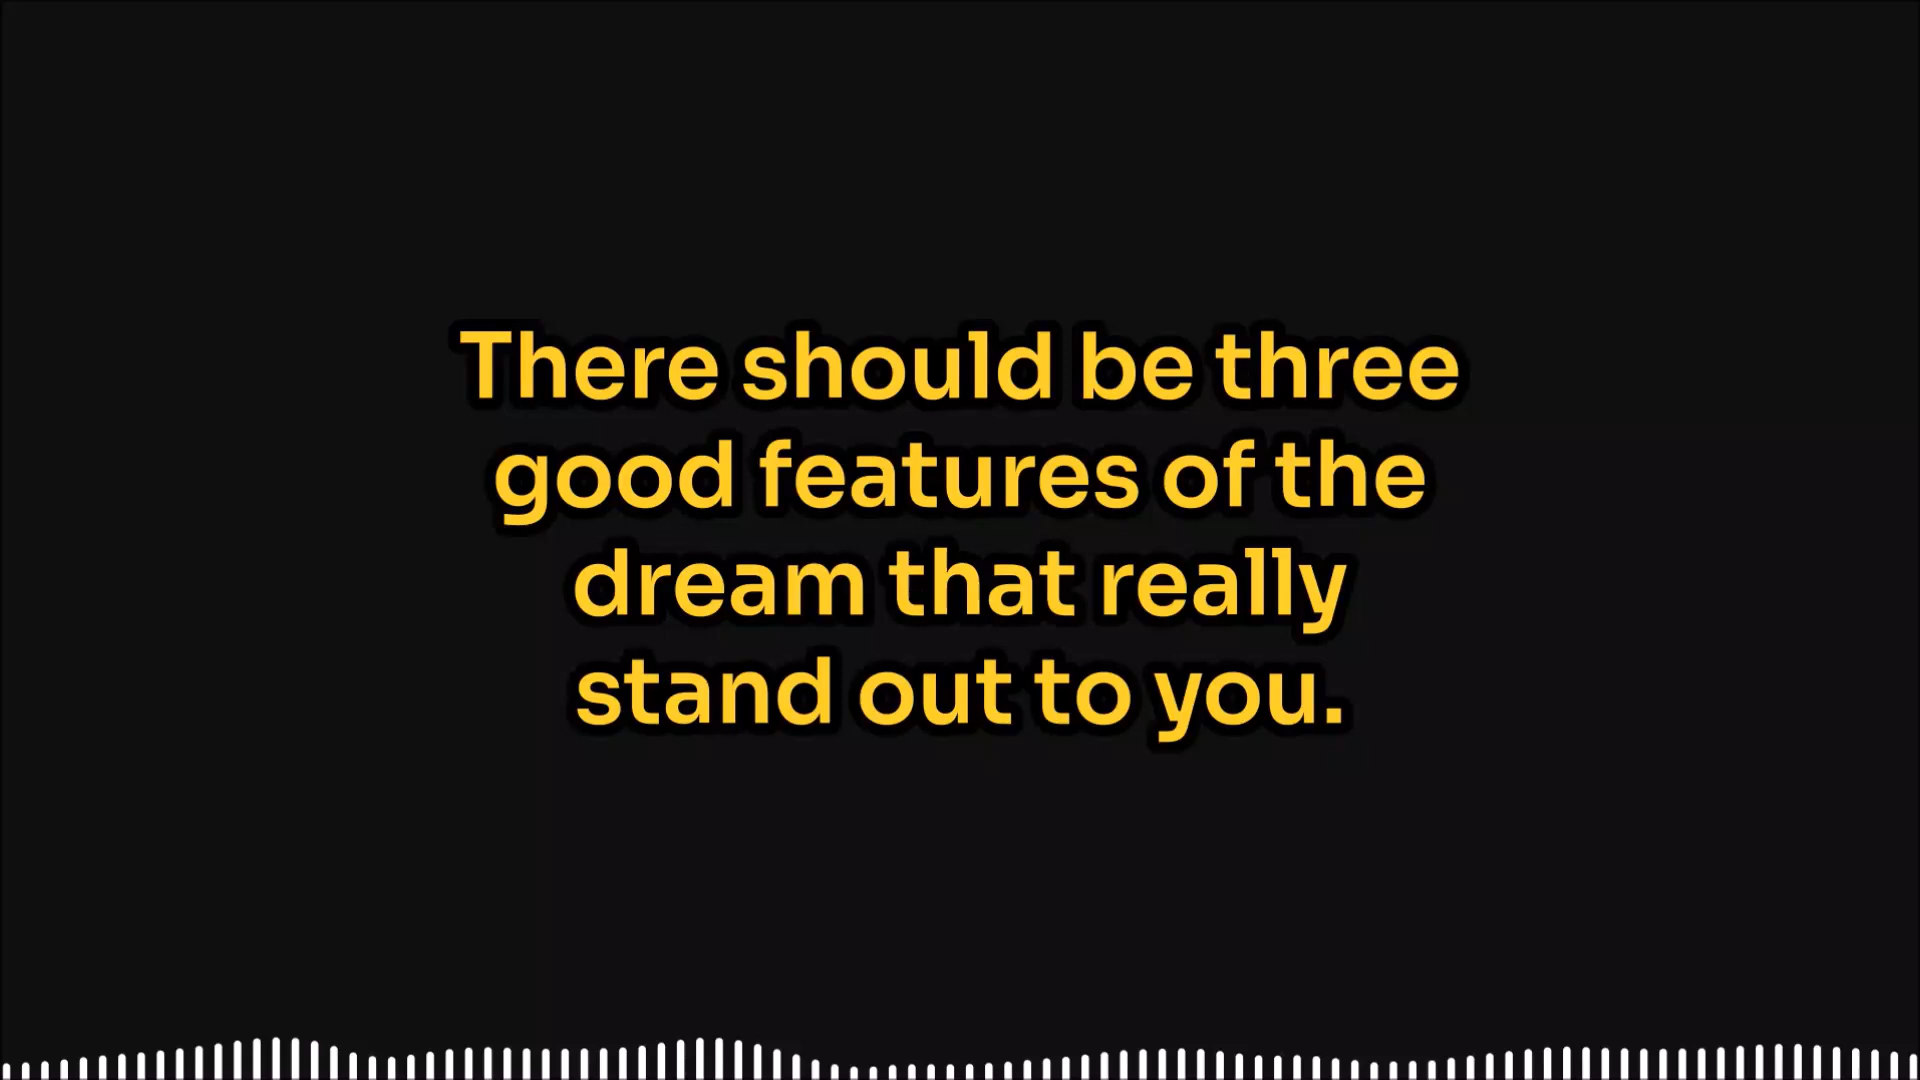 There should be three
good features of the
dream that really
stand out to you.